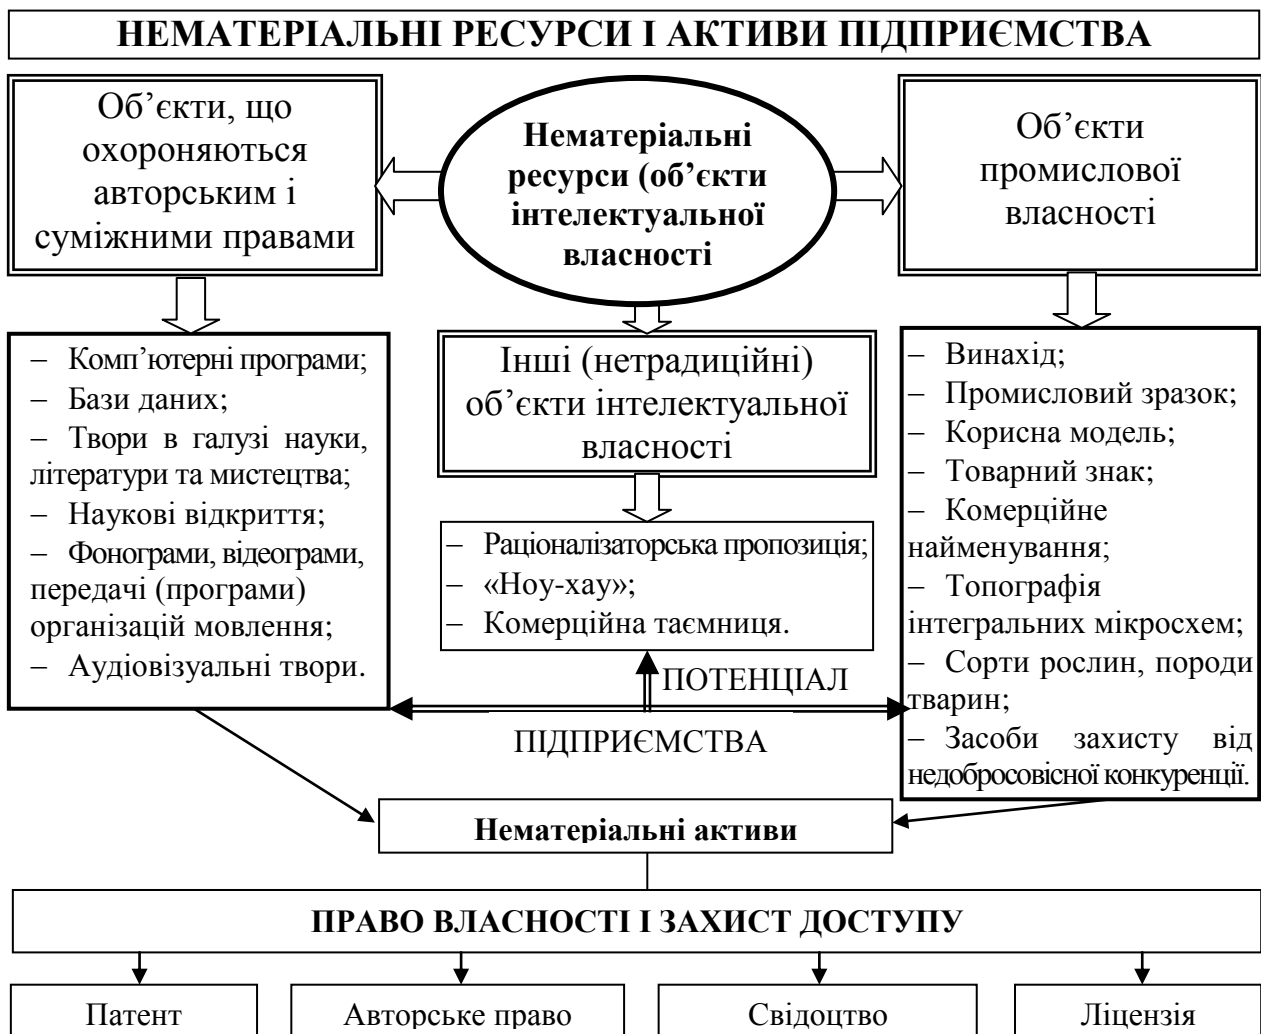 НЕМАТЕРІАЛЬНІ РЕСУРСИ І АКТИВИ ПІДПРИЄМСТВА
Об’єкти, що
охороняються
авторським і
суміжними правами
Нематеріальні
ресурси (об’єкти
інтелектуальної
власності
Об’єкти
промислової
власності
– Комп’ютерні програми;
– Бази даних;
– Твори в галузі науки,
літератури та мистецтва;
– Наукові відкриття;
– Фонограми, відеограми,
передачі (програми)
організацій мовлення;
– Аудіовізуальні твори.
Інші (нетрадиційні)
об’єкти інтелектуальної
власності
– Раціоналізаторська пропозиція;
– «Ноу-хау»;
– Комерційна таємниця.
– Винахід;
– Промисловий зразок;
– Корисна модель;
– Товарний знак;
– Комерційне
найменування;
– Топографія
інтегральних мікросхем;
– Сорти рослин, породи
тварин;
– Засоби захисту від
недобросовісної конкуренції.
ПОТЕНЦІАЛ
ПІДПРИЄМСТВА
Нематеріальні активи
ПРАВО ВЛАСНОСТІ І ЗАХИСТ ДОСТУПУ
Патент
Авторське право
Свідоцтво
Ліцензія